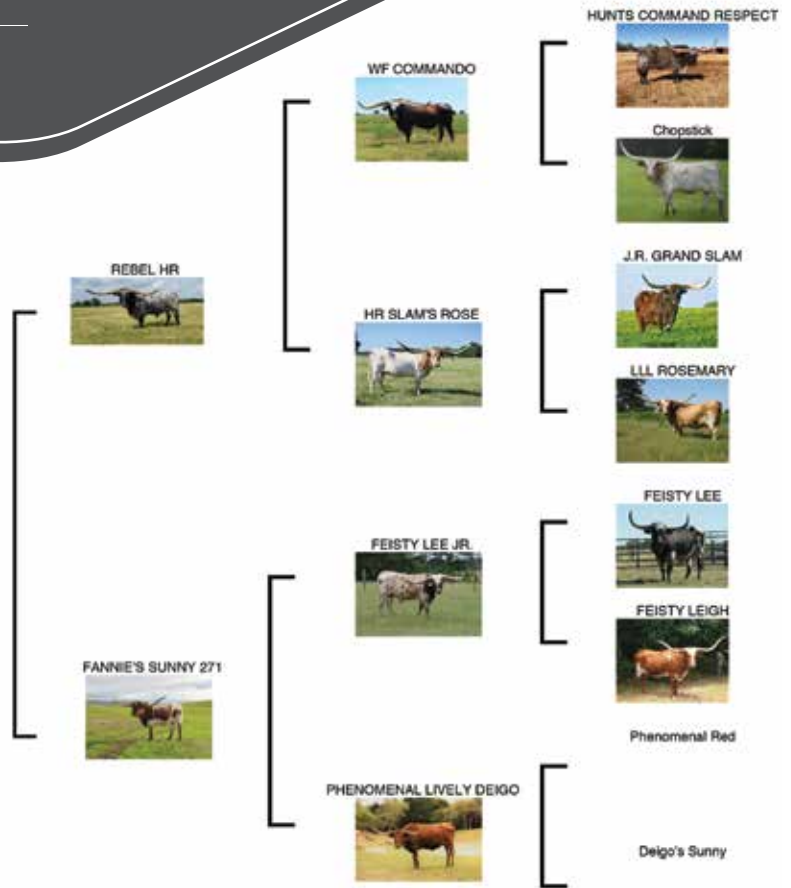 HUNTS COMMAND RESPECT
WF COMMANDO
Chopstick
REBEL HR
J.R. GRAND SLAM
HR SLAM'S ROSE
LLL ROSEMARY
FEISTY LEE
FEISTY LEE JR.
FEISTY LEIGH
FANNIE'S SUNNY 271
Phenomenal Red
PHENOMENAL LIVELY DEIGO
Deigo's Sunny